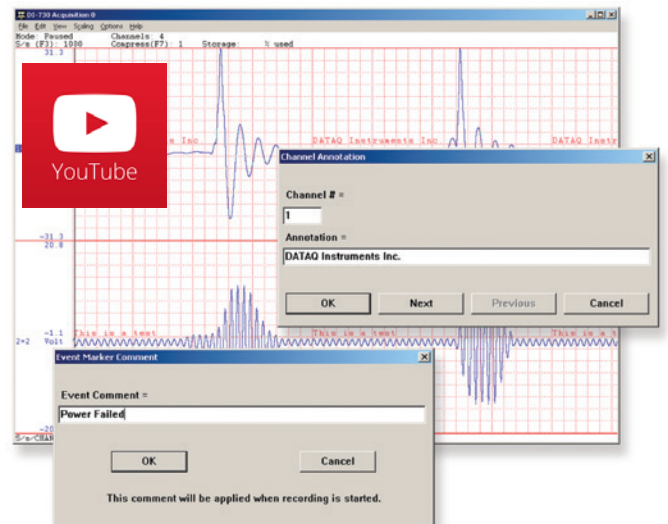 DI-730 Acquisition 0
File Edit View Scaling Options Help
Mode: Paused Channels: 4
S/s (F3): 1000 Compress(F7): 1 Storage: % used
31.3
YouTube
s Inc DATAQ Instruments Inc DATAQ Instr
-31.3
20.8
Channel Annotation
Channel # =
1
Annotation =
DATAQ Instruments Inc.
OK Next Previous Cancel
-1.1 This is a test This is a test This is a t
2=2 Volt
Event Marker Comment
Event Comment =
Power Failed
-20
S/s/CHAN
OK Cancel
This comment will be applied when recording is started.